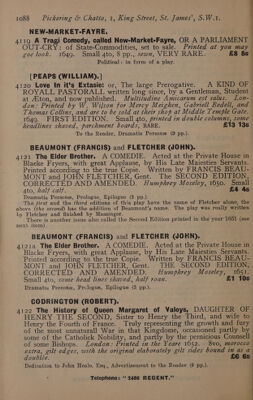 1088 Pickering & Chatto, 1, King Street, St. James', S.W.1.
NEW-MARKET-FAYRE.
4119 A Tragi Comedy, called New-Market-Fayre, OR A PARLIAMENT
OUT-CRY: of State-Commodities, set to sale. Printed at you may
goe look. 1649. Small 4to, 8 pp., sewn, VERY RARE. £8 8s
Political: in form of a play.
[PEAPS (WILLIAM).]
4120 Love In it's Extasie: or, The large Prerogative. A KIND OF
ROYALL PASTORALL written long since, by a Gentleman, Student
at Æton, and now published. Multitudine Amicorum est salus. Lon-
don, Printed by W. Wilson for Mercy Meighen, Gabriell Bedell, and
Thomas Collins, and are to be sold at their shop at Middle Temple Gate,
1649. FIRST EDITION. Small 4to, printed in double columns, some
headlines shaved, parchment boards, RARE. £13 13s
To the Reader, Dramatis Personæ (2 pp.).
BEAUMONT (FRANCIS) and FLETCHER (JOHN).
4121 The Elder Brother. A COMEDIE. Acted at the Private House in
Blacke Fryers, with great Applause, by His Late Maiesties Servants.
Printed according to the true Copie. Written by FRANCIS BEAU-
MONT and JOHN FLETCHER, Gent. The SECOND EDITION,
CORRECTED AND AMENDED. Humphrey Moseley, 1650. Small
4to, half calf. £4 4s
Dramatis Personæ, Prologue, Epilogue (2 pp.).
The first and the third editions of this play have the name of Fletcher alone, the
above (the second) has the addition of Beaumont's name. The play was really written
by Fletcher and finished by Massinger.
There is another issue also called the Second Edition printed in the year 1651 (see
next item)
BEAUMONT (FRANCIS) and FLETCHER (JOHN).
4121a The Elder Brother. A COMEDIE. Acted at the Private House in
Blacke Fryers, with great Applause, by His Late Maiesties Servants.
Printed according to the true Copie. Written by FRANCIS BEAU-
MONT and JOHN FLETCHER, Gent. THE SECOND EDITION,
CORRECTED AND AMENDED. Humphrey Moseley, 1651.
Small 4to, some head lines shaved, half roan. £1 10s
Dramatis Personæ, Prologue, Epilogue (2 pp.).
CODRINGTON (ROBERT).
4122 The History of Queen Margaret of Valoys, DAUGHTER OF
HENRY THE SECOND, Sister to Henry the Third, and wife to
Henry the Fourth of France. Truly representing the growth and fury
of the most unnaturall War in that Kingdome, occasioned partly by
some of the Catholik Nobility, and partly by the pernicious Counsell
of some Bishops. London: Printed in the Yeare 1652. 8vo, morocco
extra, gilt edges, with the original elaborately gilt sides bound in as a
doublée. £6 6s
Dedication to John Healo, Esq., Advertisement to the Reader (6 pp.).
Telephone: "2486 REGENT."